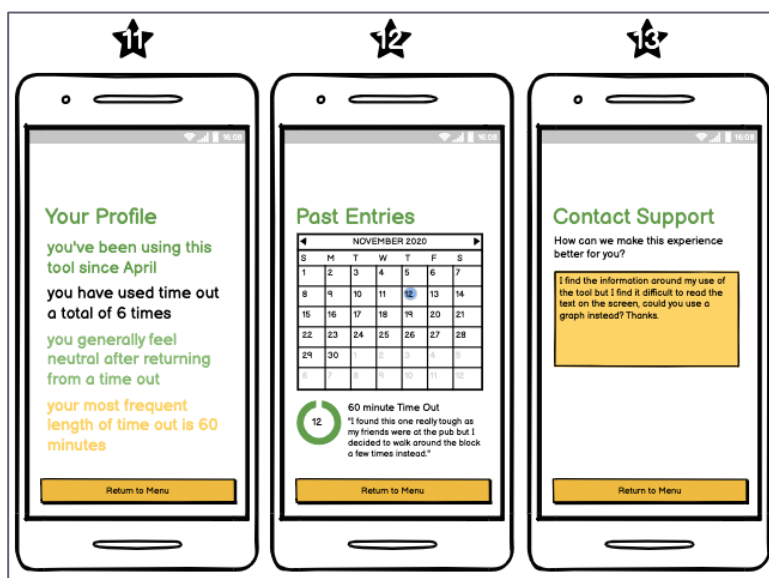 11
12
13
16:08
16:08
16:08
Your Profile
you've been using this
tool since April
you have used time out
a total of 6 times
you generally feel
neutral after returning
from a time out
your most frequent
length of time out is 60
minutes
Return to Menu
Past Entries
NOVEMBER 2020
S M T W T F S
1 2 3 4 5 6 7
8 9 10 11 12 13 14
15 16 17 18 19 20 21
22 23 24 25 26 27 28
29 30 1 2 3 4 5
6 7 8 9 10 11 12
12
60 minute Time Out
"I found this one really tough as
my friends were at the pub but I
decided to walk around the block
a few times instead."
Return to Menu
Contact Support
How can we make this experience
better for you?
I find the information around my use of
the tool but I find it difficult to read the
text on the screen, could you use a
graph instead? Thanks.
Return to Menu